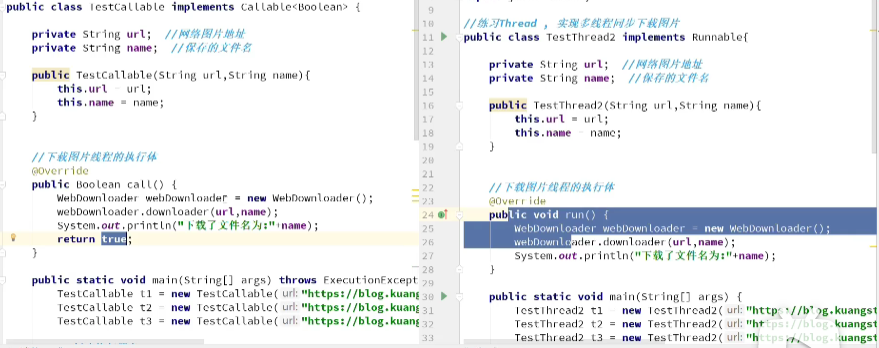 public class TestCallable implements Callable<Boolean> {
private String url; //网络图片地址
private String name; //保存的文件名
public TestCallable(String url,String name){
this.url = url;
this.name = name;
}
//下载图片线程的执行体
@Override
public Boolean call() {
WebDownloader webDownloader = new WebDownloader();
webDownloader.downloader(url,name);
System.out.println("下载了文件名为:"+name);
return true;
}
public static void main(String[] args) throws ExecutionExcept
TestCallable t1 = new TestCallable( url: "https://blog.kuang
TestCallable t2 = new TestCallable( url: "https://blog.kuang
TestCallable t3 = new TestCallable( url: "https://blog.kuang
9
10 //练习Thread , 实现多线程同步下载图片
11 public class TestThread2 implements Runnable{
12
13 private String url; //网络图片地址
14 private String name; //保存的文件名
15
16 public TestThread2(String url,String name){
17 this.url = url;
18 this.name = name;
19 }
20
21
22 //下载图片线程的执行体
23 @Override
24 public void run() {
25 WebDownloader webDownloader = new WebDownloader();
26 webDownloader.downloader(url,name);
27 System.out.println("下载了文件名为:"+name);
28 }
29
30 public static void main(String[] args) {
31 TestThread2 t1 = new TestThread2( url: "https://blog.kuangst
32 TestThread2 t2 = new TestThread2( url: "https://blog.kuangst
33 TestThread2 t3 = new TestThread2( url: "https://blog.kuangst